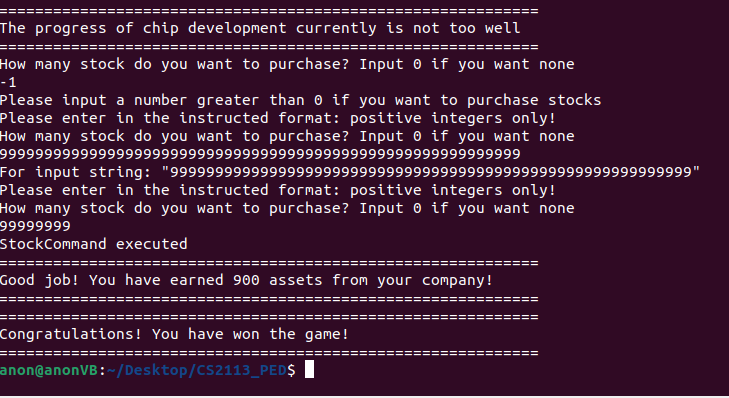 ============================================================
The progress of chip development currently is not too well
============================================================
How many stock do you want to purchase? Input 0 if you want none
-1
Please input a number greater than 0 if you want to purchase stocks
Please enter in the instructed format: positive integers only!
How many stock do you want to purchase? Input 0 if you want none
9999999999999999999999999999999999999999999999999999999999
For input string: "9999999999999999999999999999999999999999999999999999999999"
Please enter in the instructed format: positive integers only!
How many stock do you want to purchase? Input 0 if you want none
99999999
StockCommand executed
============================================================
Good job! You have earned 900 assets from your company!
============================================================
============================================================
Congratulations! You have won the game!
============================================================
anon@anonVB:~/Desktop/CS2113_PED$